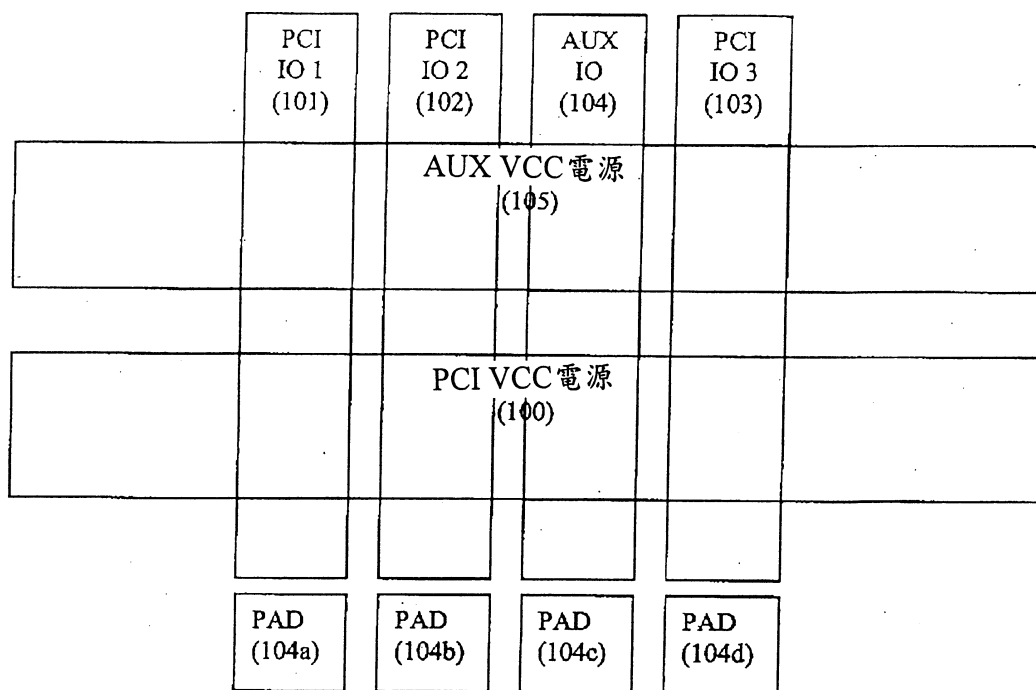 PCI
IO 1
(101)
PCI
IO 2
(102)
AUX
IO
(104)
PCI
IO 3
(103)
AUX VCC電源
(105)
PCI VCC電源
(100)
PAD
(104a)
PAD
(104b)
PAD
(104c)
PAD
(104d)